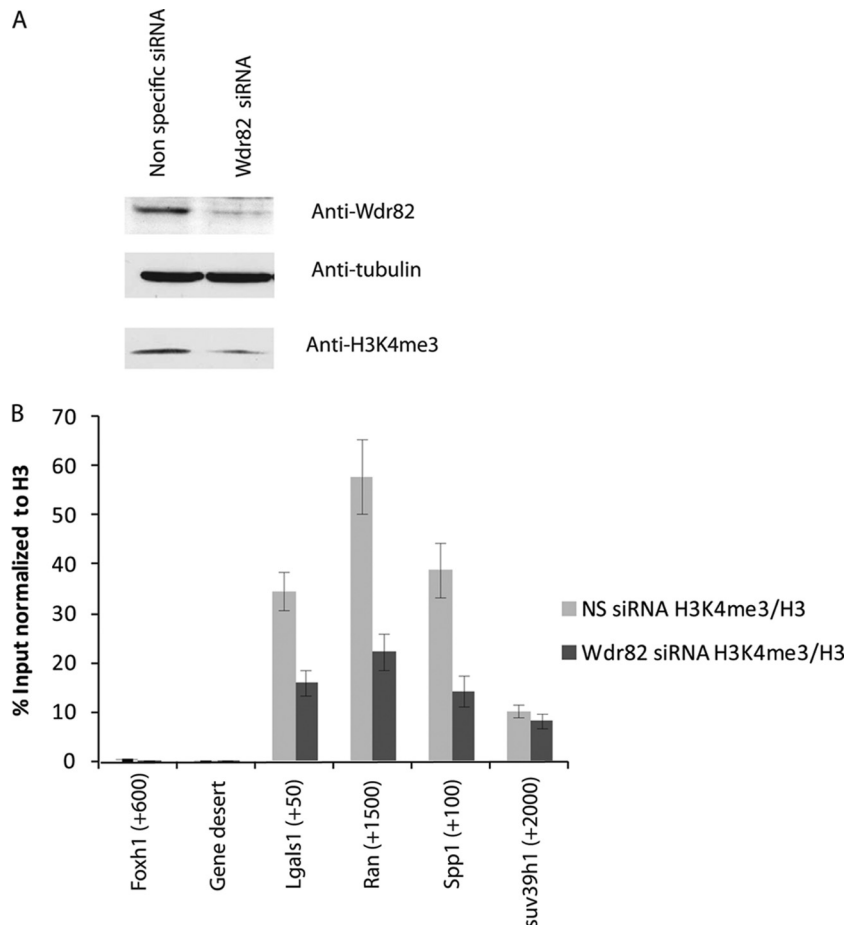 A
Non specific siRNA
Wdr82 siRNA
Anti-Wdr82
Anti-tubulin
Anti-H3K4me3
B
% Input normalized to H3
70
60
50
40
30
20
10
0
NS siRNA H3K4me3/H3
Wdr82 siRNA H3K4me3/H3
Foxh1 (+600)
Gene desert
Lgals1 (+50)
Ran (+1500)
Spp1 (+100)
suv39h1 (+2000)